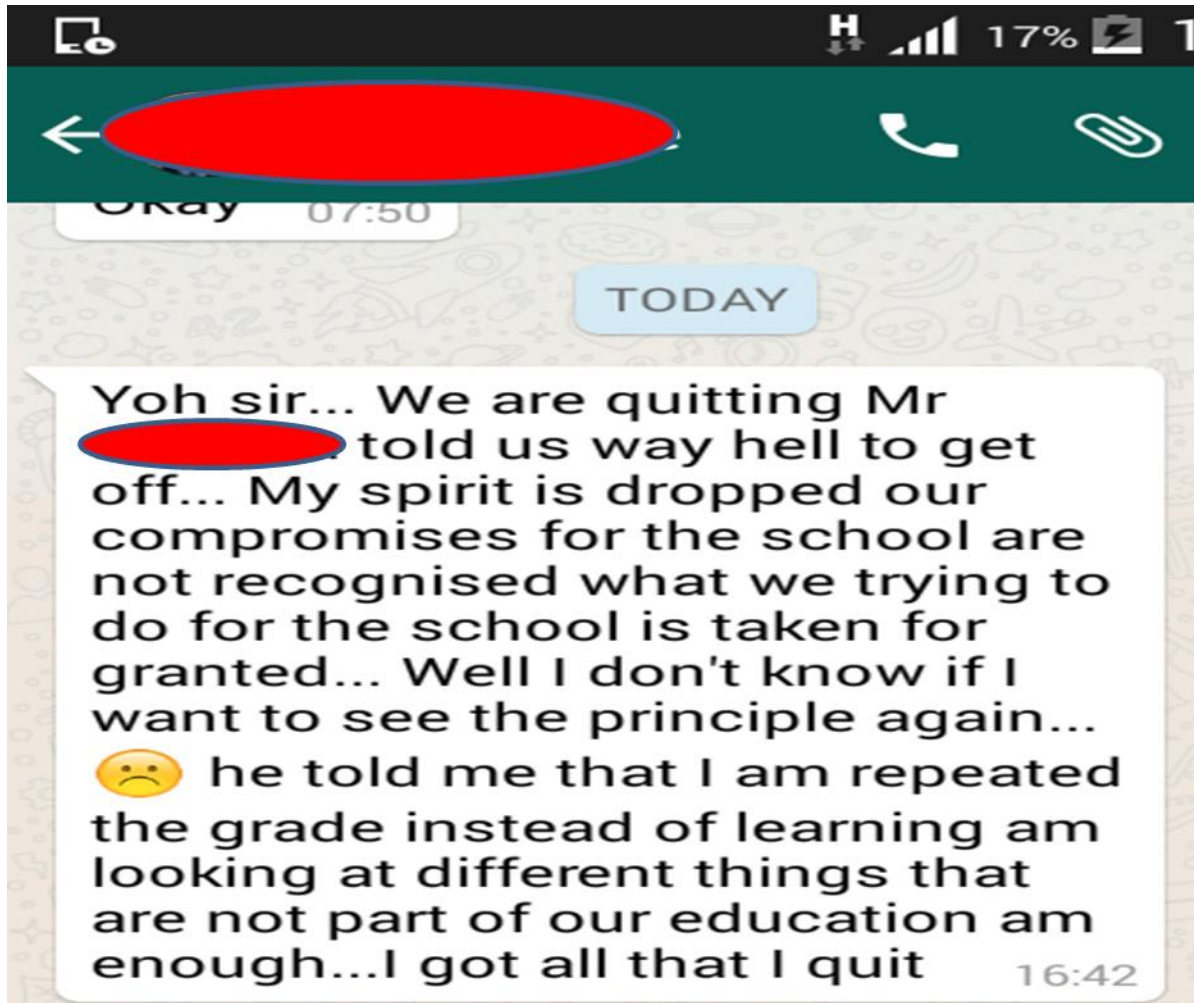 H 17% 1
Okay 07:50
TODAY
Yoh sir... We are quitting Mr
told us way hell to get
off... My spirit is dropped our
compromises for the school are
not recognised what we trying to
do for the school is taken for
granted... Well I don't know if I
want to see the principle again...
☹️ he told me that I am repeated
the grade instead of learning am
looking at different things that
are not part of our education am
enough...I got all that I quit 16:42